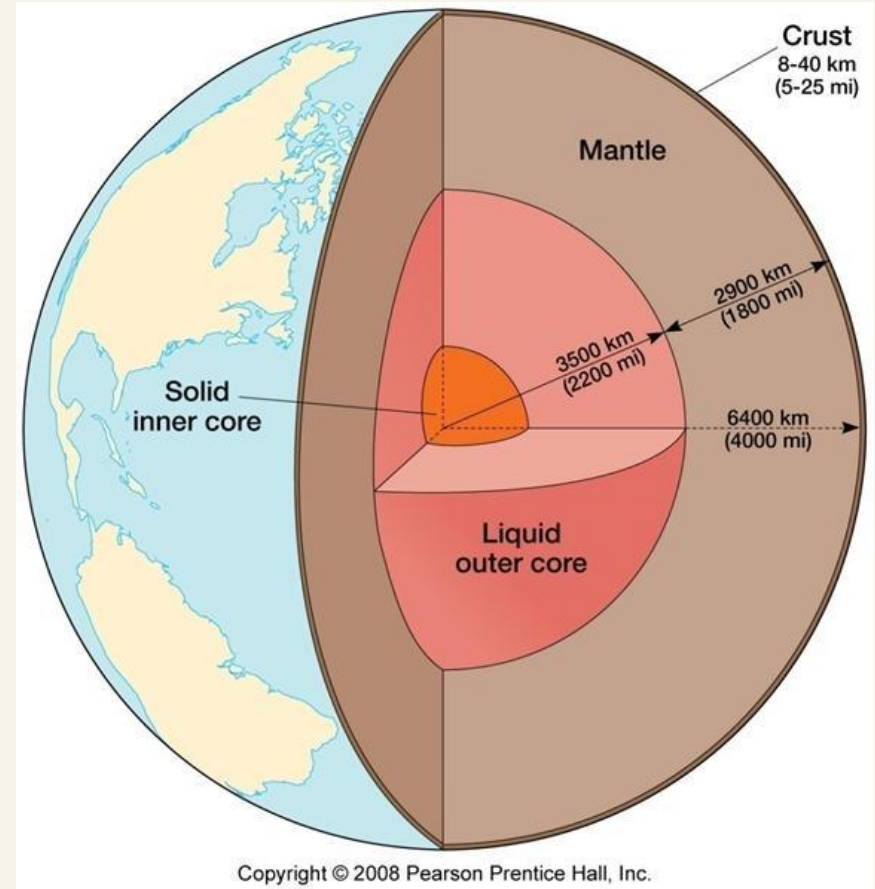 Crust
8-40 km
(5-25 mi)
Mantle
2900 km
(1800 mi)
3500 km
(2200 mi)
Solid
inner core
6400 km
(4000 mi)
Liquid
outer core
Copyright © 2008 Pearson Prentice Hall, Inc.